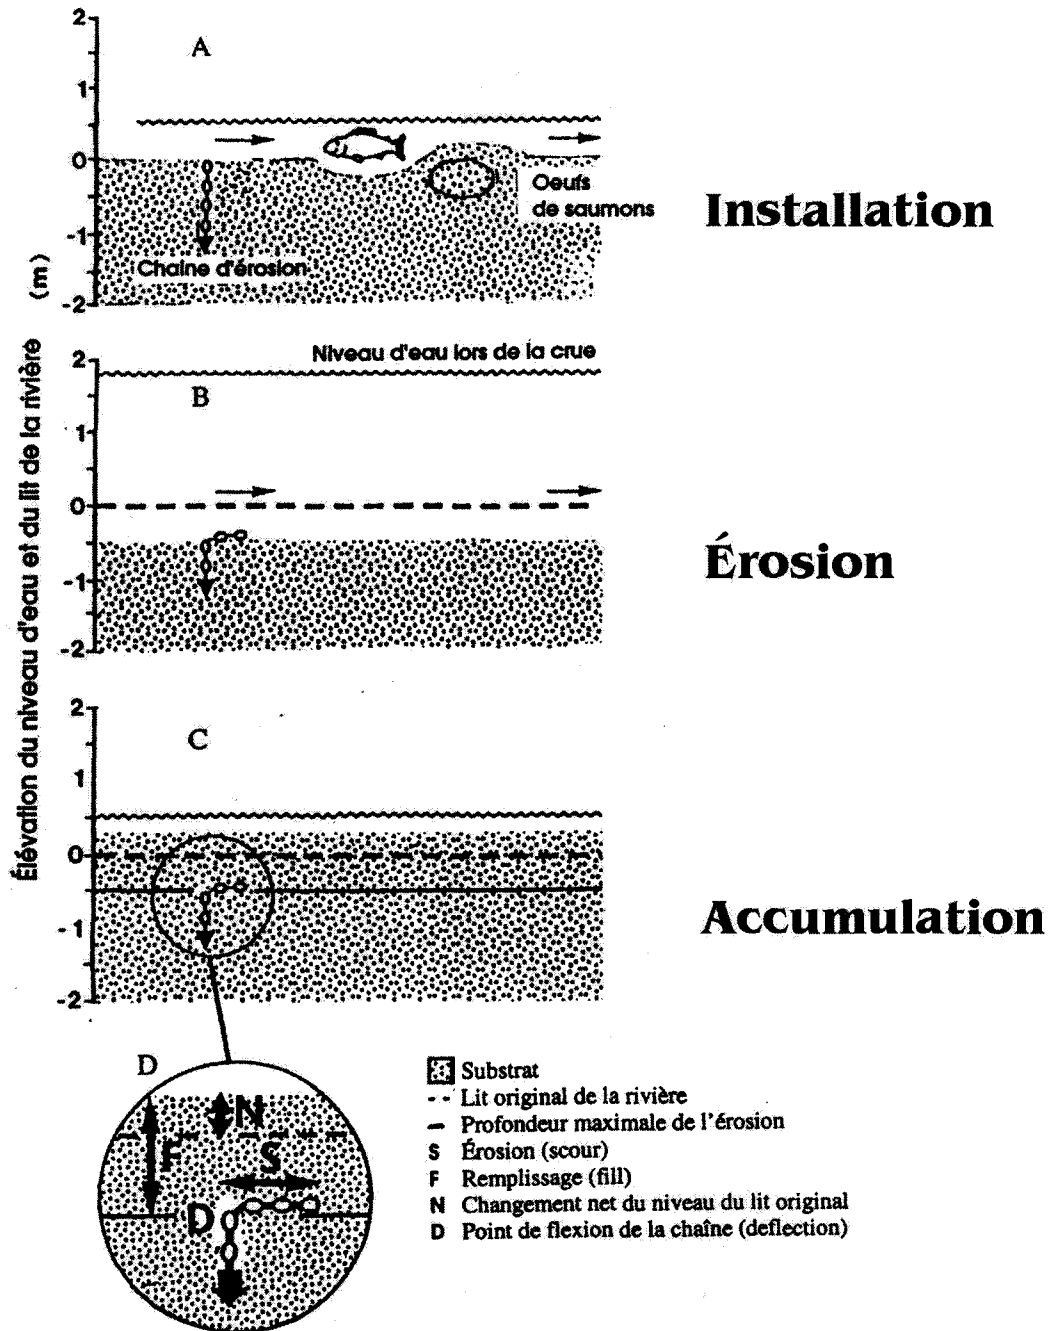 Élévation du niveau d'eau et du lit de la rivière (m)
2
A
1
0
-1
-2
Oeufs
de saumons
Chaine d'érosion
Installation
2
Niveau d'eau lors de la crue
B
1
0
-1
-2
Érosion
2
C
1
0
-1
-2
Accumulation
D
N
F
S
D
Substrat
-- Lit original de la rivière
– Profondeur maximale de l'érosion
S Érosion (scour)
F Remplissage (fill)
N Changement net du niveau du lit original
D Point de flexion de la chaîne (deflection)